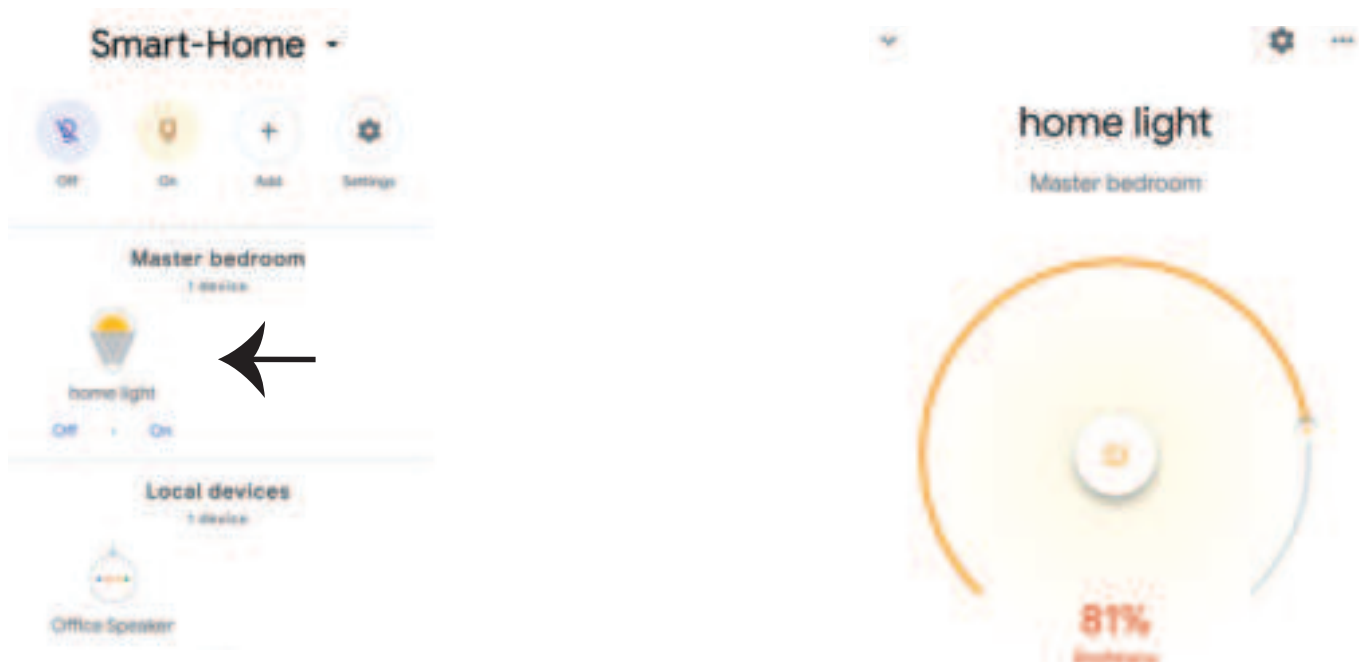 Smart-Home
Off On Add Settings
Master bedroom
1 device
home light
Off · On
Local devices
1 device
Office Speaker
home light
Master bedroom
81%
Brightness